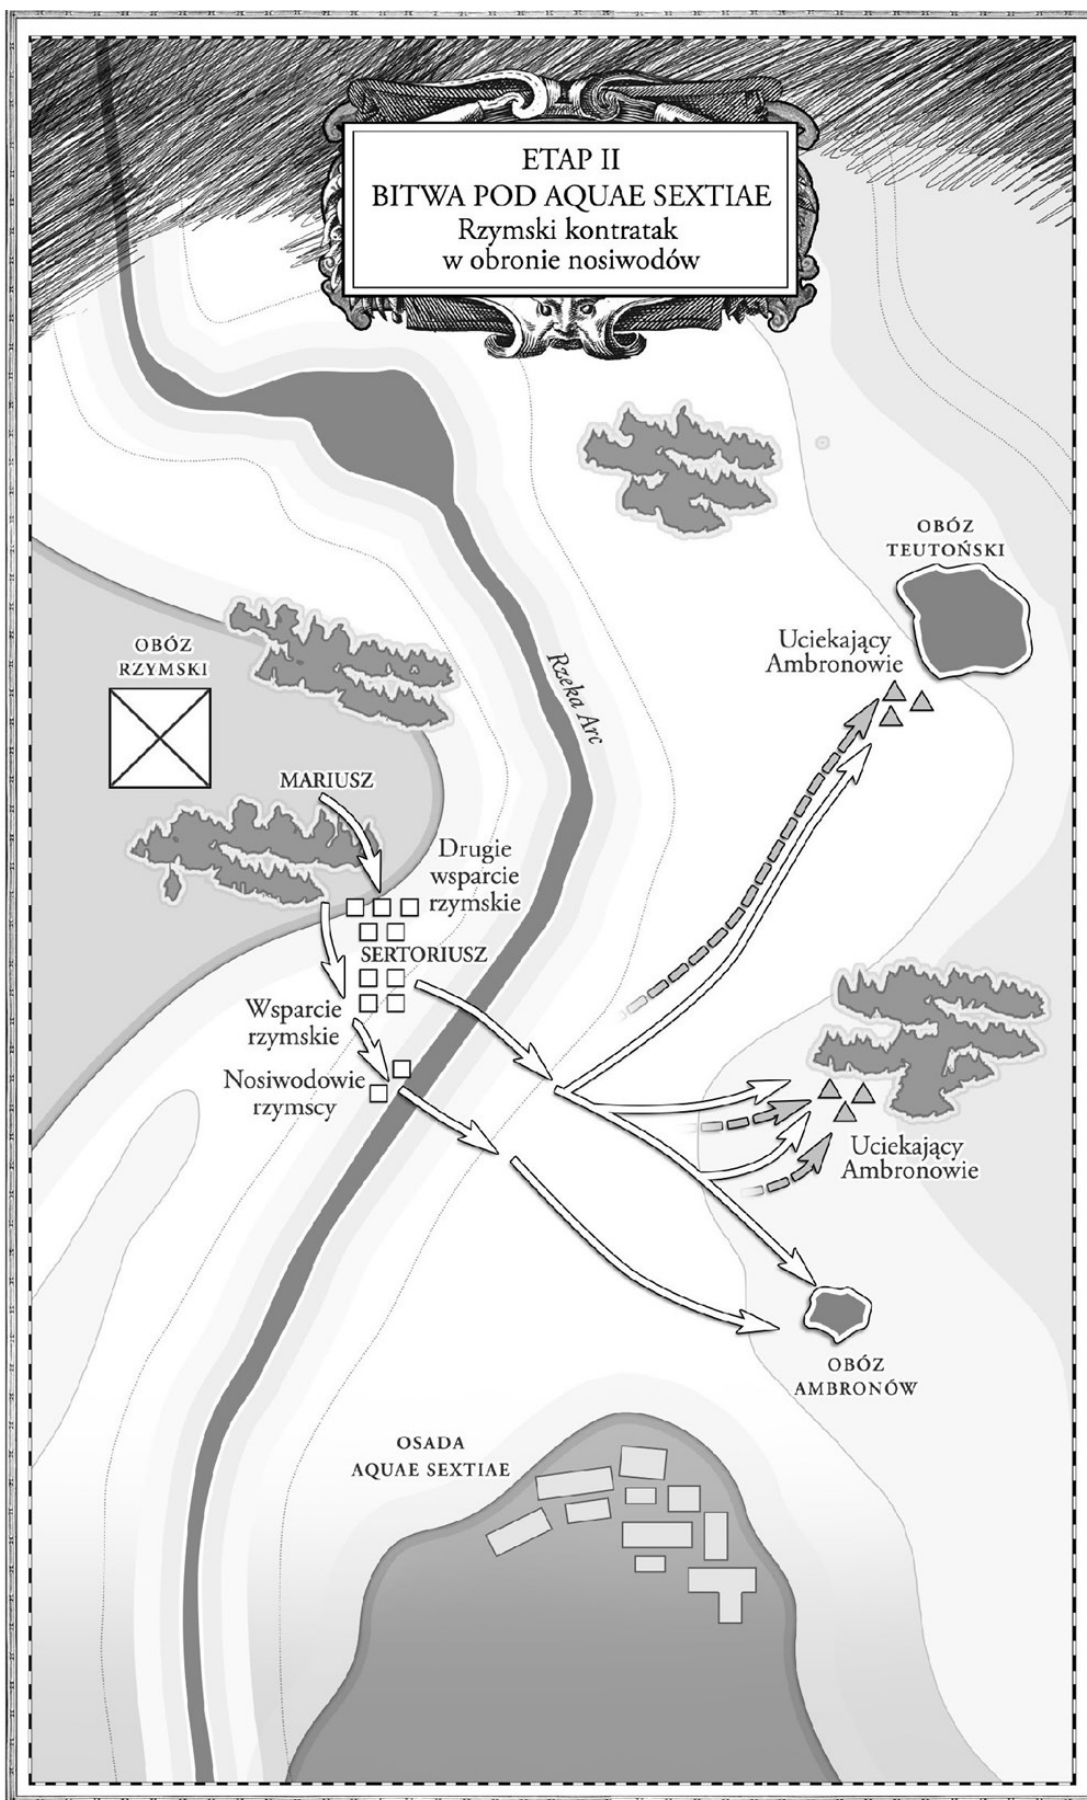 ETAP II
BITWA POD AQUAE SEXTIAE
Rzymski kontratak
w obronie nosiwodów
OBÓZ
TEUTOŃSKI
Uciekający
Ambronowie
OBÓZ
RZYMSKI
Rzeka Arc
MARIUSZ
Drugie
wsparcie
rzymskie
SERTORIUSZ
Wsparcie
rzymskie
Nosiwodowie
rzymscy
Uciekający
Ambronowie
OBÓZ
AMBRONÓW
OSADA
AQUAE SEXTIAE